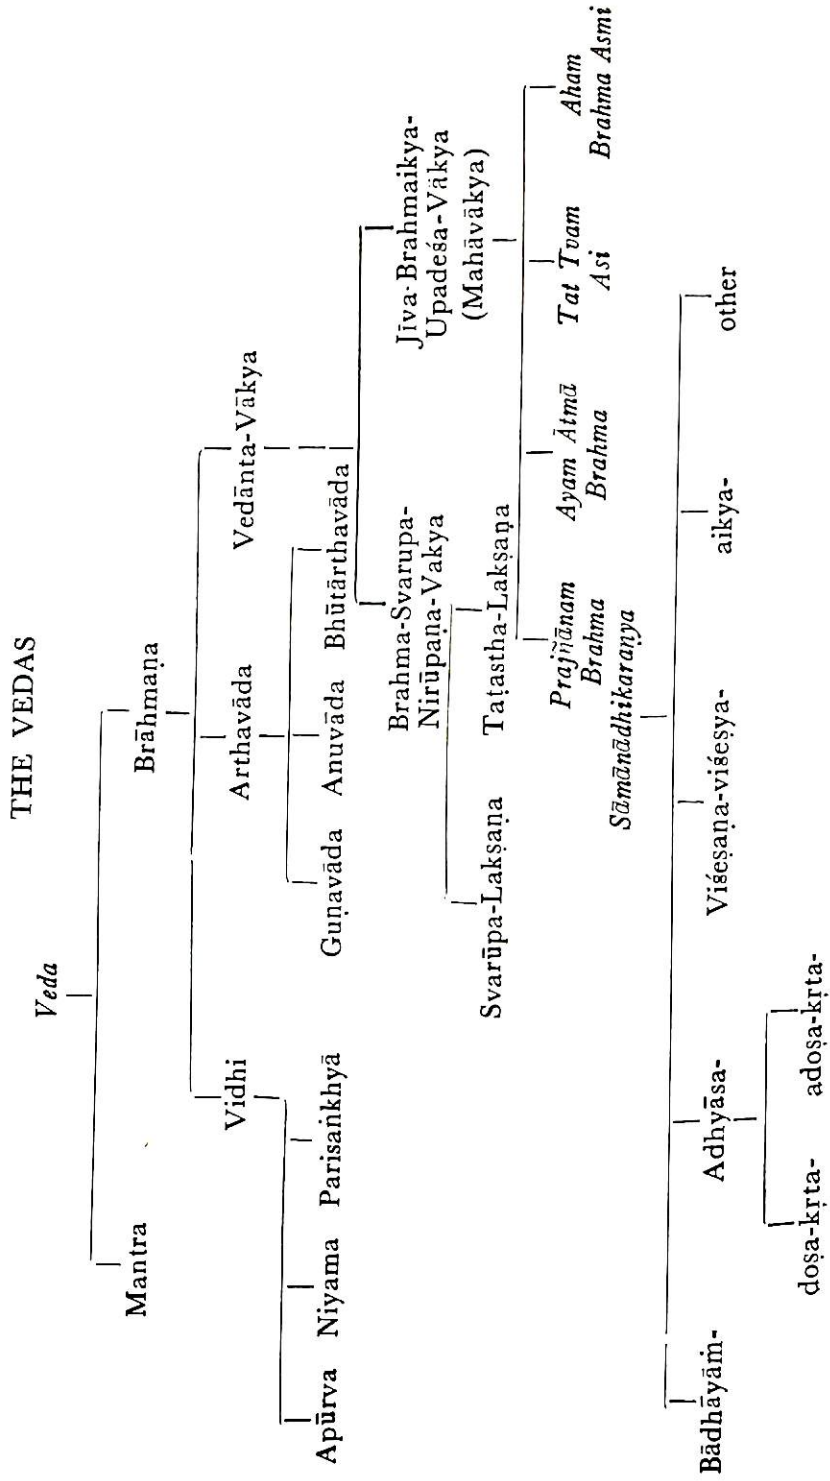 THE VEDAS
Veda
Mantra Brāhmaṇa
Vidhi Arthavāda Vedānta-Vākya
Apūrva Niyama Parisaṅkhyā Guṇavāda Anuvāda Bhūtārthavāda
Brahma-Svarupa- Jīva-Brahmaikya-
Nirūpaṇa-Vakya Upadeśa-Vākya
(Mahāvākya)
Svarūpa-Lakṣaṇa Taṭastha-Lakṣaṇa
Prajñānam Ayam Ātmā Tat Tvam Aham
Brahma Brahma Asi Brahma Asmi
Sāmānādhikaraṇya
Bādhāyāṁ- Adhyāsa- Viśeṣaṇa-viśeṣya- aikya- other
doṣa-kṛta- adoṣa-kṛta-